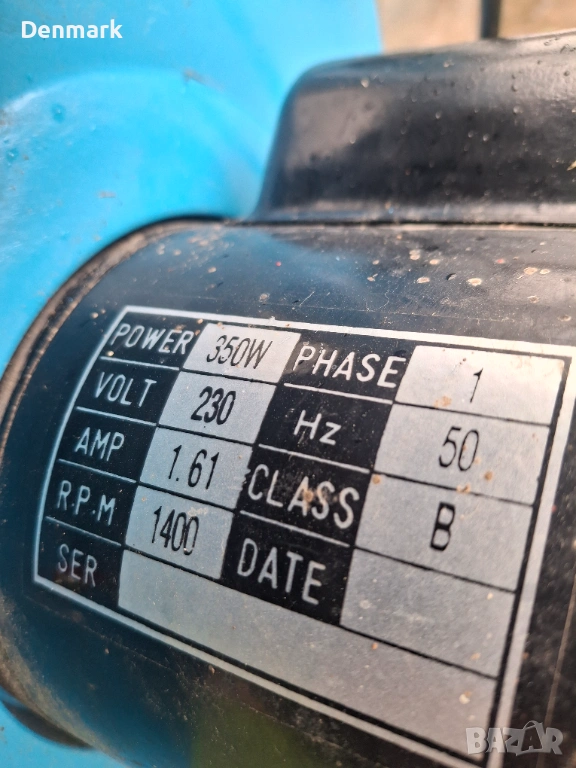 Denmark
POWER 350W PHASE 1
VOLT 230 Hz 50
AMP 1.61 CLASS B
R.P.M 1400 DATE
SER
BAZAR